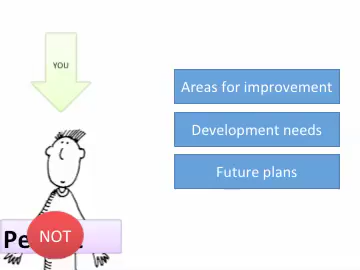 YOU
Areas for improvement
Development needs
Future plans
NOT